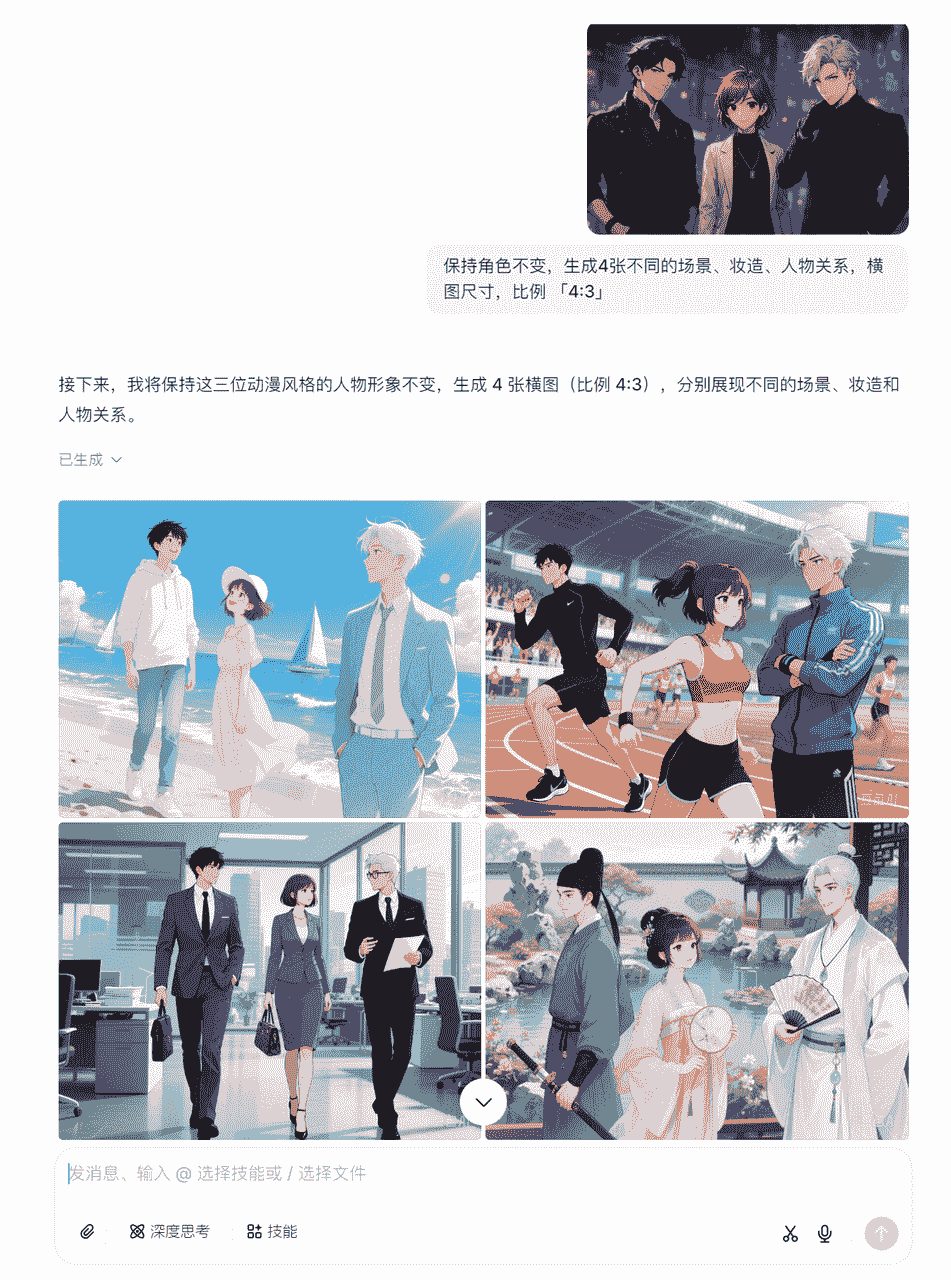 保持角色不变，生成4张不同的场景、妆造、人物关系，横
图尺寸，比例 「4:3」
接下来，我将保持这三位动漫风格的人物形象不变，生成 4 张横图（比例 4:3），分别展现不同的场景、妆造和
人物关系。
已生成
发消息、输入 @ 选择技能或 / 选择文件
深度思考
技能